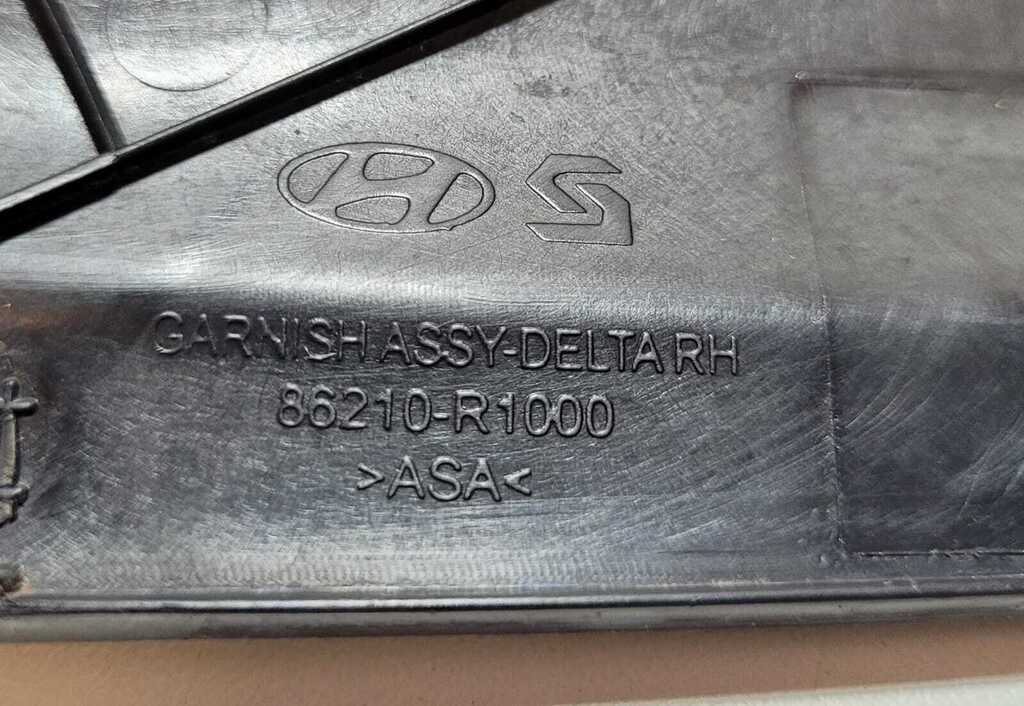 GARNISH ASSY-DELTA RH
86210-R1000
>ASA<